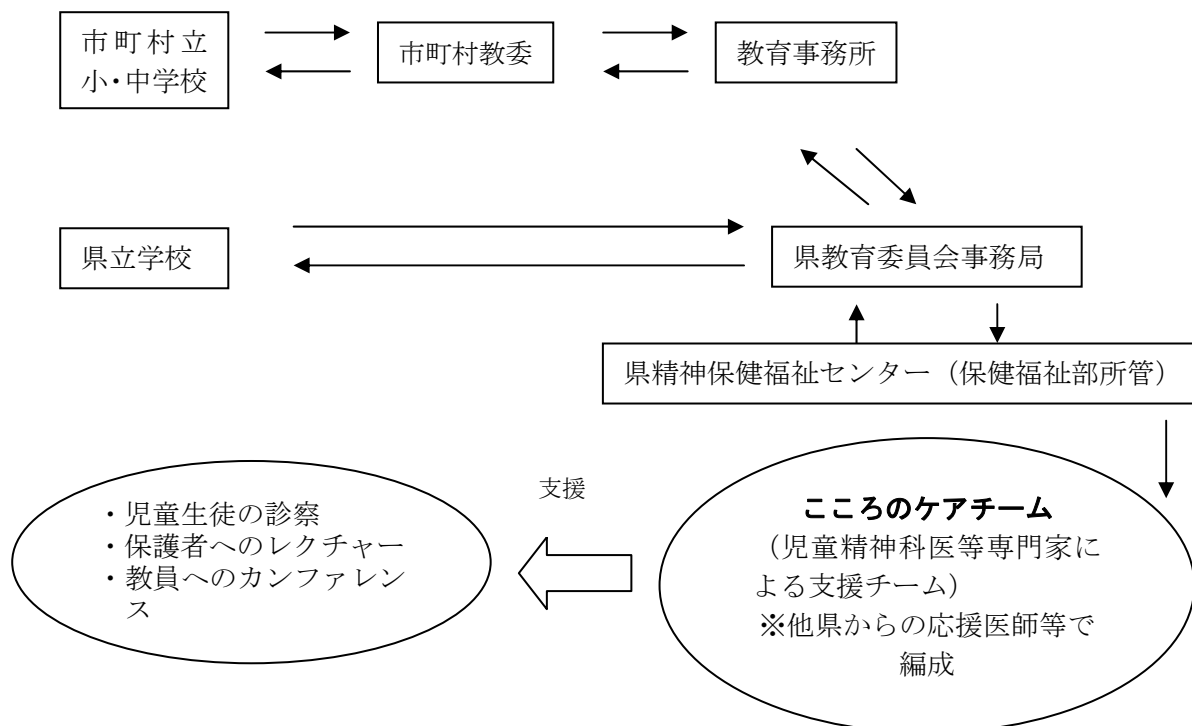 市町村立
小・中学校
市町村教委
教育事務所
県立学校
県教育委員会事務局
県精神保健福祉センター（保健福祉部所管）
支援
・児童生徒の診察
・保護者へのレクチャー
・教員へのカンファレン
ス
こころのケアチーム
（児童精神科医等専門家に
よる支援チーム）
※他県からの応援医師等で
編成